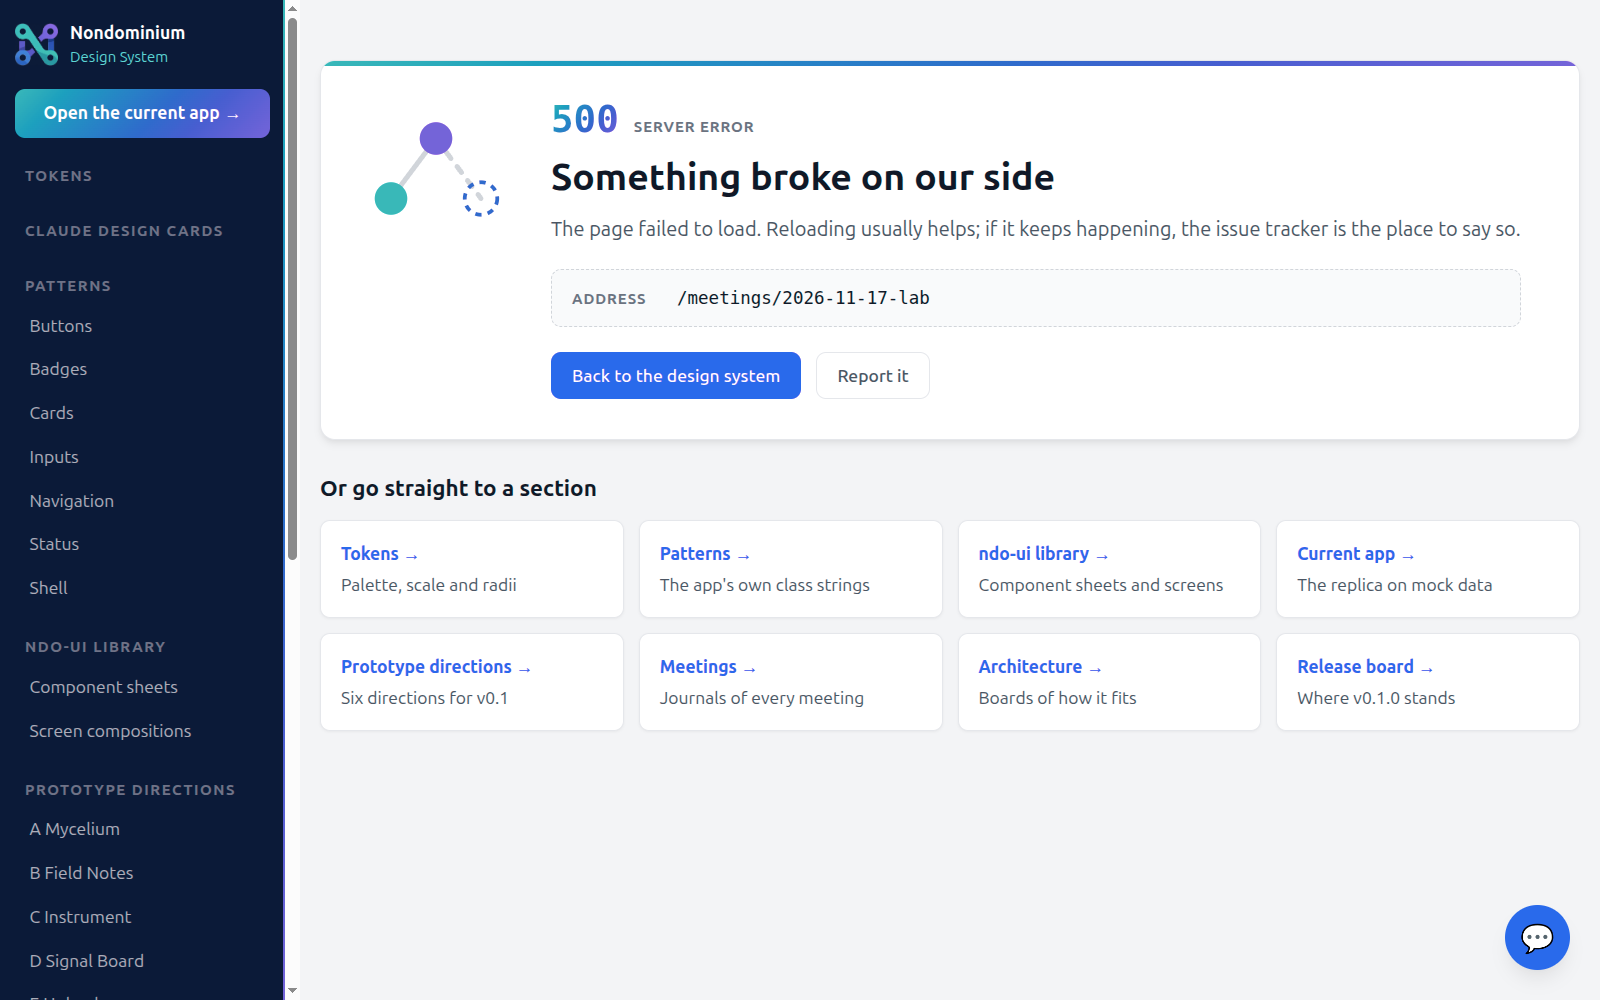 Nondominium
Design System
Open the current app →
TOKENS
CLAUDE DESIGN CARDS
PATTERNS
Buttons
Badges
Cards
Inputs
Navigation
Status
Shell
NDO-UI LIBRARY
Component sheets
Screen compositions
PROTOTYPE DIRECTIONS
A Mycelium
B Field Notes
C Instrument
D Signal Board
500 SERVER ERROR
Something broke on our side
The page failed to load. Reloading usually helps; if it keeps happening, the issue tracker is the place to say so.
ADDRESS /meetings/2026-11-17-lab
Back to the design system
Report it
Or go straight to a section
Tokens →
Palette, scale and radii
Patterns →
The app's own class strings
ndo-ui library →
Component sheets and screens
Current app →
The replica on mock data
Prototype directions →
Six directions for v0.1
Meetings →
Journals of every meeting
Architecture →
Boards of how it fits
Release board →
Where v0.1.0 stands